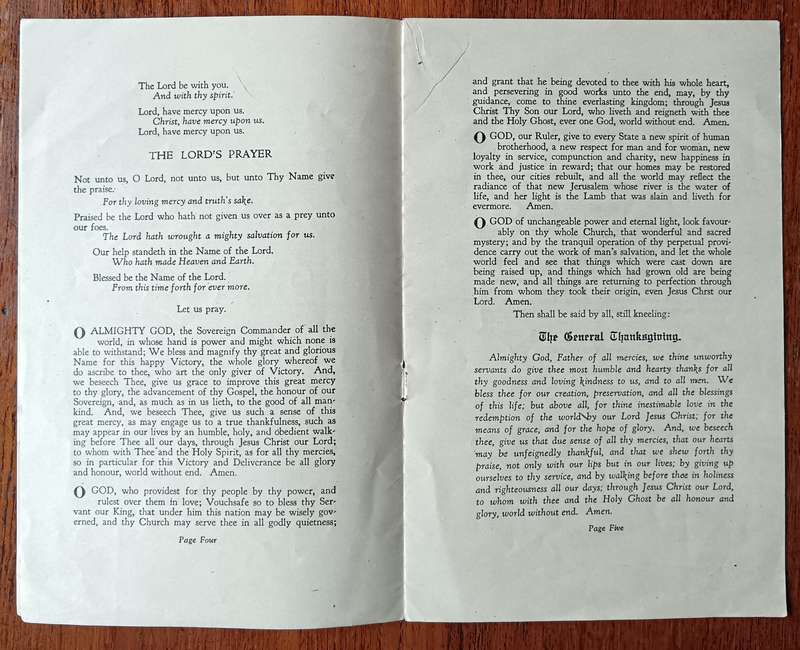 The Lord be with you.
And with thy spirit.
Lord, have mercy upon us.
Christ, have mercy upon us.
Lord, have mercy upon us.
THE LORD'S PRAYER
Not unto us, O Lord, not unto us, but unto Thy Name give
the praise.
For thy loving mercy and truth's sake.
Praised be the Lord who hath not given us over as a prey unto
our foes.
The Lord hath wrought a mighty salvation for us.
Our help standeth in the Name of the Lord.
Who hath made Heaven and Earth.
Blessed be the Name of the Lord.
From this time forth for ever more.
Let us pray.
O ALMIGHTY GOD, the Sovereign Commander of all the
world, in whose hand is power and might which none is
able to withstand; We bless and magnify thy great and glorious
Name for this happy Victory, the whole glory whereof we
do ascribe to thee, who art the only giver of Victory. And,
we beseech Thee, give us grace to improve this great mercy
to thy glory, the advancement of thy Gospel, the honour of our
Sovereign, and, as much as in us lieth, to the good of all man-
kind. And, we beseech Thee, give us such a sense of this
great mercy, as may engage us to a true thankfulness, such as
may appear in our lives by an humble, holy, and obedient walk-
ing before Thee all our days, through Jesus Christ our Lord;
to whom with Thee and the Holy Spirit, as for all thy mercies,
so in particular for this Victory and Deliverance be all glory
and honour, world without end. Amen.
O GOD, who providest for thy people by thy power, and
rulest over them in love; Vouchsafe so to bless thy Ser-
vant our King, that under him this nation may be wisely gov-
erned, and thy Church may serve thee in all godly quietness;
Page Four
and grant that he being devoted to thee with his whole heart,
and persevering in good works unto the end, may, by thy
guidance, come to thine everlasting kingdom; through Jesus
Christ Thy Son our Lord, who liveth and reigneth with thee
and the Holy Ghost, ever one God, world without end. Amen.
O GOD, our Ruler, give to every State a new spirit of human
brotherhood, a new respect for man and for woman, new
loyalty in service, compunction and charity, new happiness in
work and justice in reward; that our homes may be restored
in thee, our cities rebuilt, and all the world may reflect the
radiance of that new Jerusalem whose river is the water of
life, and her light is the Lamb that was slain and liveth for
evermore. Amen.
O GOD of unchangeable power and eternal light, look favour-
ably on thy whole Church, that wonderful and sacred
mystery; and by the tranquil operation of thy perpetual provi-
dence carry out the work of man's salvation, and let the whole
world feel and see that things which were cast down are
being raised up, and things which had grown old are being
made new, and all things are returning to perfection through
him from whom they took their origin, even Jesus Chrst our
Lord. Amen.
Then shall be said by all, still kneeling:
The General Thanksgiving.
Almighty God, Father of all mercies, we thine unworthy
servants do give thee most humble and hearty thanks for all
thy goodness and loving kindness to us, and to all men. We
bless thee for our creation, preservation, and all the blessings
of this life; but above all, for thine inestimable love in the
redemption of the world by our Lord Jesus Christ; for the
means of grace, and for the hope of glory. And, we beseech
thee, give us that due sense of all thy mercies, that our hearts
may be unfeignedly thankful, and that we shew forth thy
praise, not only with our lips but in our lives; by giving up
ourselves to thy service, and by walking before thee in holiness
and righteousness all our days; through Jesus Christ our Lord,
to whom with thee and the Holy Ghost be all honour and
glory, world without end. Amen.
Page Five